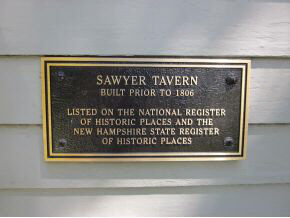 SAWYER TAVERN
BUILT PRIOR TO 1806
LISTED ON THE NATIONAL REGISTER
OF HISTORIC PLACES AND THE
NEW HAMPSHIRE STATE REGISTER
OF HISTORIC PLACES